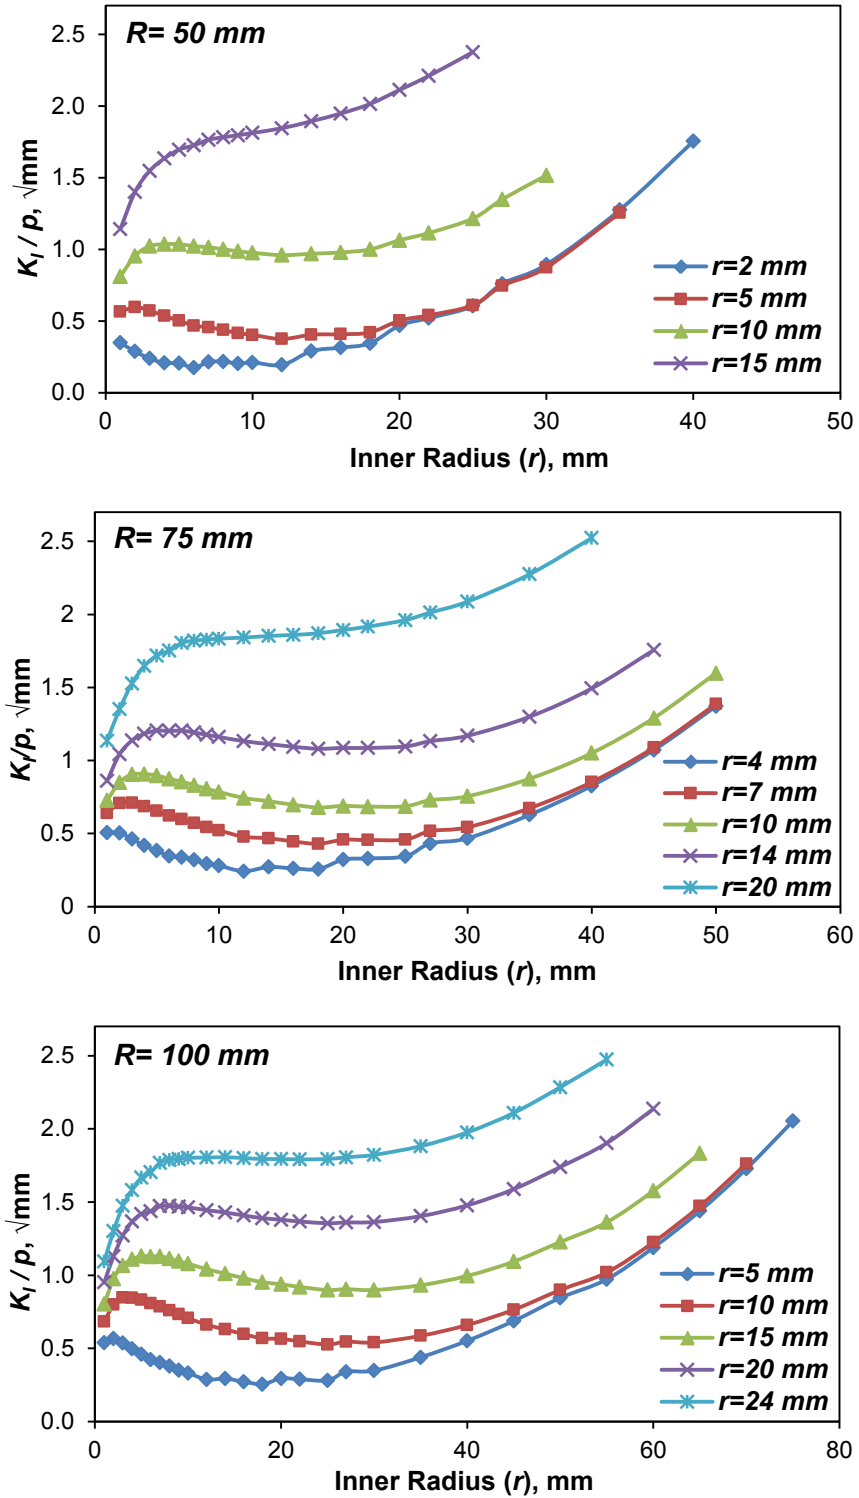 R= 50 mm
2.5
2.0
1.5
1.0
0.5
0.0
K_I / p, √mm
r=2 mm
r=5 mm
r=10 mm
r=15 mm
0 10 20 30 40 50
Inner Radius (r), mm
R= 75 mm
2.5
2
1.5
1
0.5
0
K_I/p, √mm
r=4 mm
r=7 mm
r=10 mm
r=14 mm
r=20 mm
0 10 20 30 40 50 60
Inner Radius (r), mm
R= 100 mm
2.5
2.0
1.5
1.0
0.5
0.0
K_I / p, √mm
r=5 mm
r=10 mm
r=15 mm
r=20 mm
r=24 mm
0 20 40 60 80
Inner Radius (r), mm